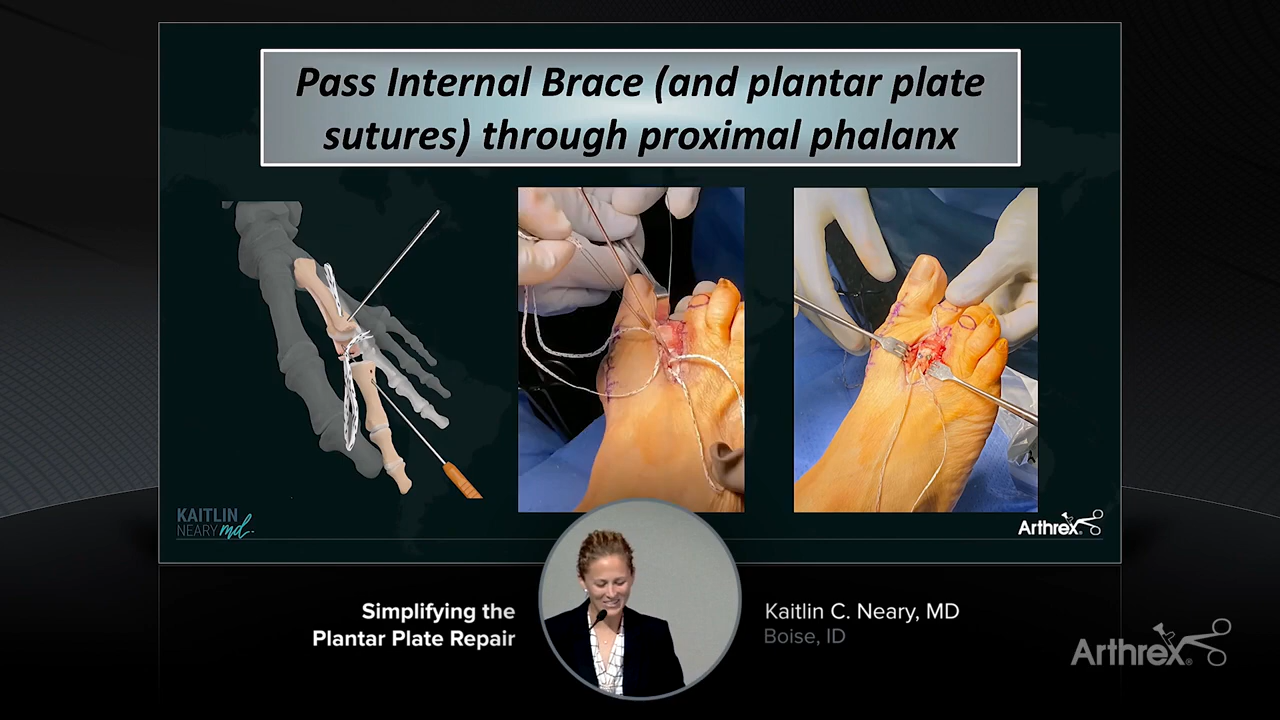 Pass Internal Brace (and plantar plate
sutures) through proximal phalanx
KAITLIN
NEARY md
Arthrex
Simplifying the
Plantar Plate Repair
Kaitlin C. Neary, MD
Boise, ID
Arthrex®